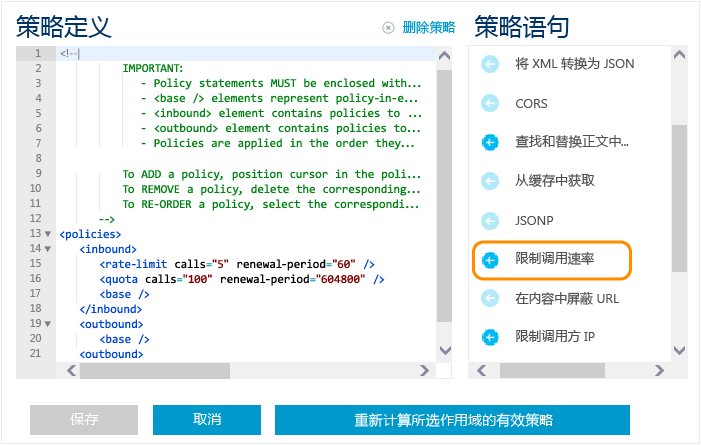 策略定义
删除策略
1 <!--
2 IMPORTANT:
3 - Policy statements MUST be enclosed with...
4 - <base /> elements represent policy-in-e...
5 - <inbound> element contains policies to ...
6 - <outbound> element contains policies to...
7 - Policies are applied in the order they...
8
9 To ADD a policy, position cursor in the poli...
10 To REMOVE a policy, delete the corresponding...
11 To RE-ORDER a policy, select the correspondi...
12 -->
13 <policies>
14 <inbound>
15 <rate-limit calls="5" renewal-period="60" />
16 <quota calls="100" renewal-period="604800" />
17 <base />
18 </inbound>
19 <outbound>
20 <base />
21 <outbound>
策略语句
将 XML 转换为 JSON
CORS
查找和替换正文中...
从缓存中获取
JSONP
限制调用速率
在内容中屏蔽 URL
限制调用方 IP
保存
取消
重新计算所选作用域的有效策略